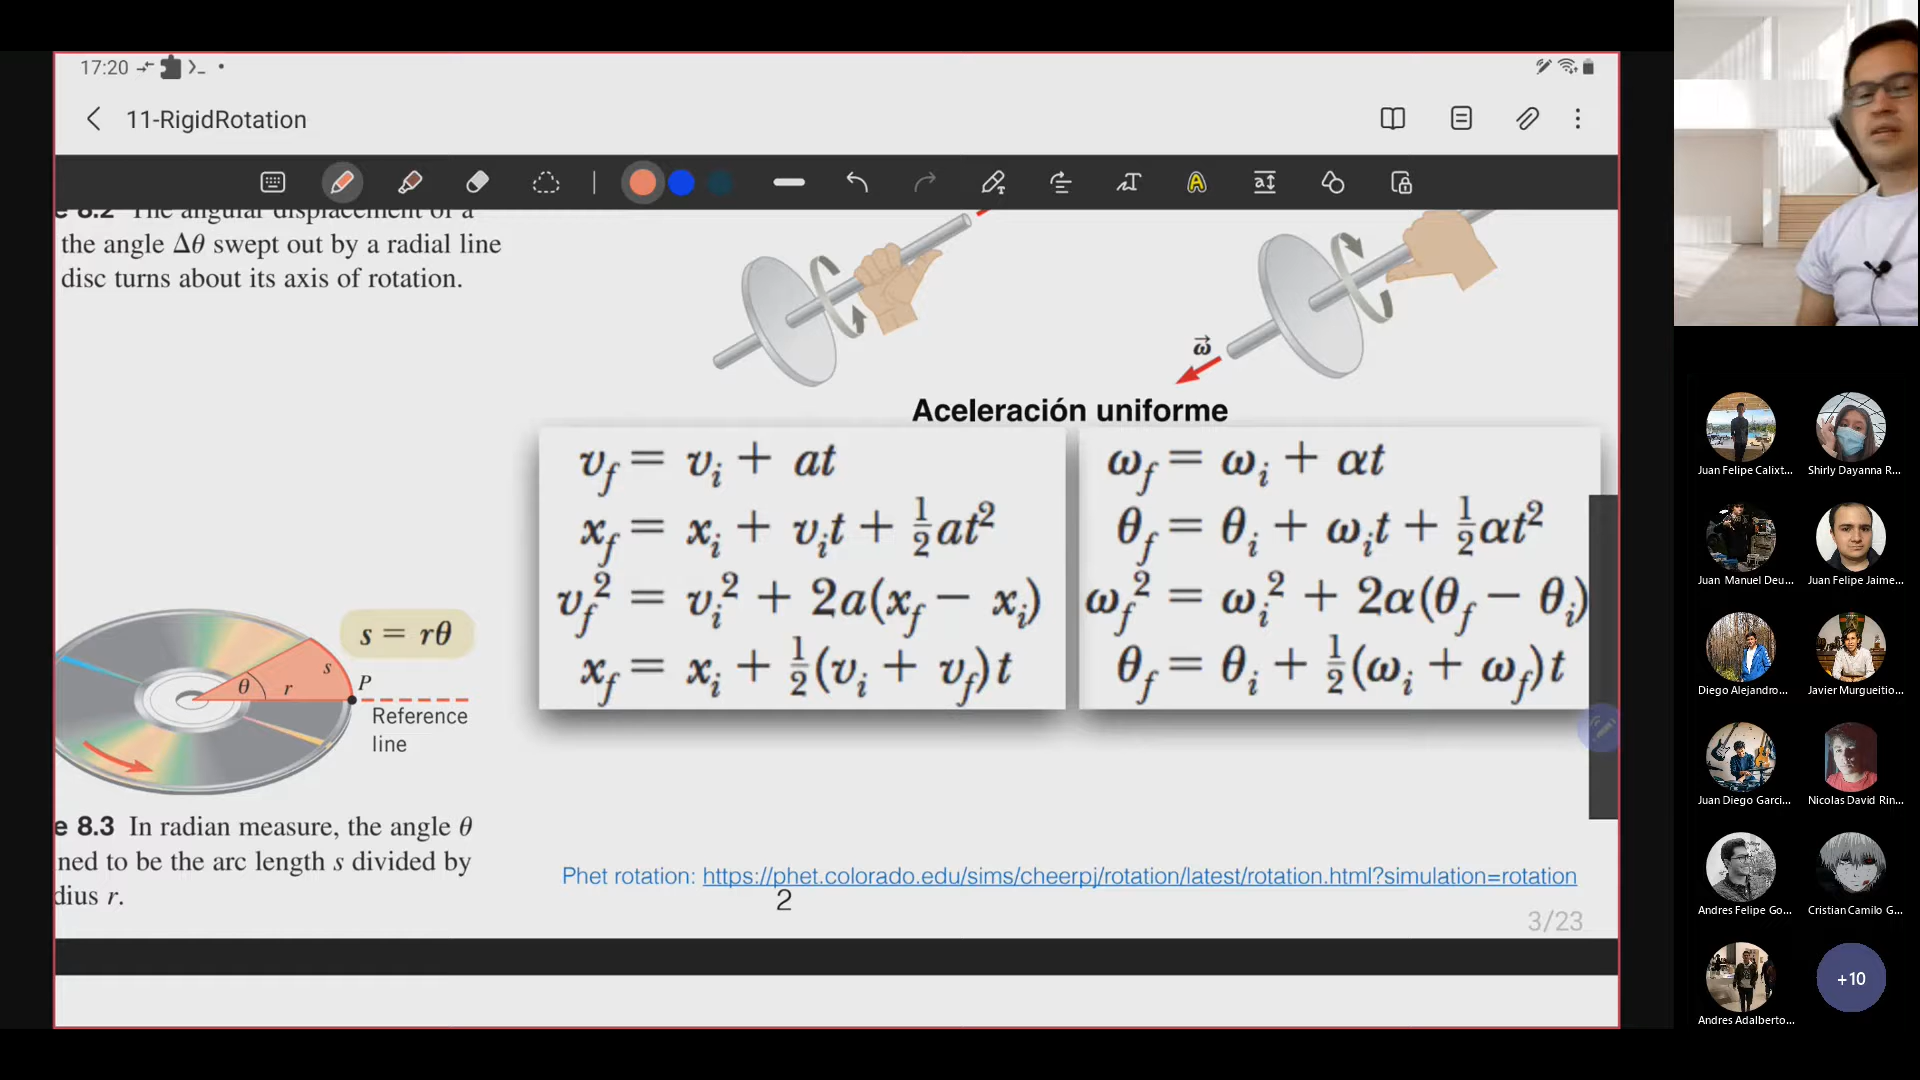 17:20
11-RigidRotation
e 8.2 The angular displacement of a
the angle Δθ swept out by a radial line
disc turns about its axis of rotation.
ω⃗
Aceleración uniforme
v_f = v_i + at
x_f = x_i + v_i t + ½at²
v_f² = v_i² + 2a(x_f − x_i)
x_f = x_i + ½(v_i + v_f)t
ω_f = ω_i + αt
θ_f = θ_i + ω_i t + ½αt²
ω_f² = ω_i² + 2α(θ_f − θ_i)
θ_f = θ_i + ½(ω_i + ω_f)t
s = rθ
s
θ
r
P
Reference
line
e 8.3 In radian measure, the angle θ
ned to be the arc length s divided by
dius r.
Phet rotation: https://phet.colorado.edu/sims/cheerpj/rotation/latest/rotation.html?simulation=rotation
2
3/23
Juan Felipe Calixt...
Shirly Dayanna R...
Juan Manuel Deu...
Juan Felipe Jaime...
Diego Alejandro...
Javier Murgueitio...
Juan Diego Garci...
Nicolas David Rin...
Andres Felipe Go...
Cristian Camilo G...
Andres Adalberto...
+10